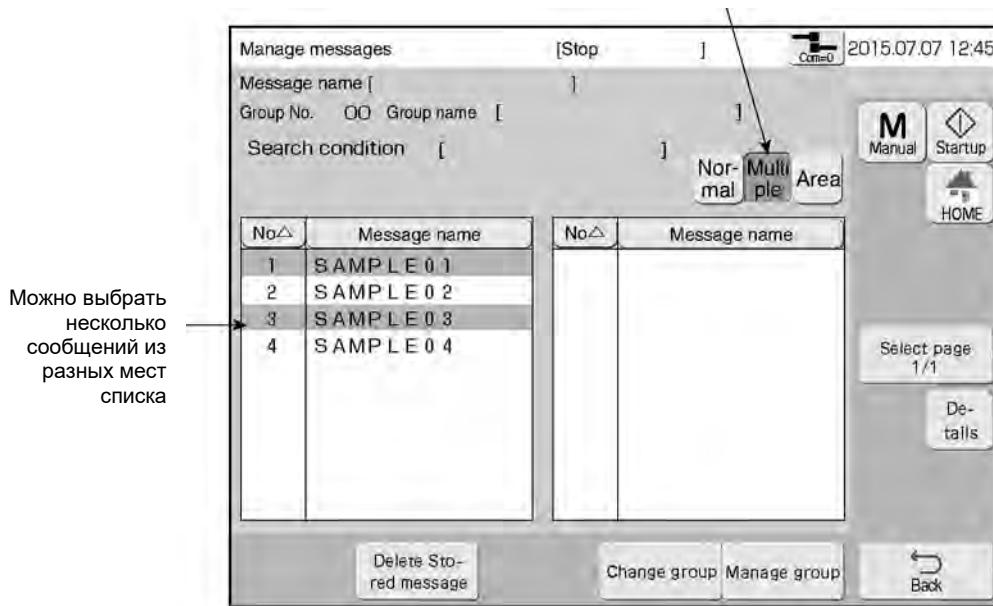 Manage messages [Stop ] Com=0 2015.07.07 12:45
Message name [ ]
Group No. OO Group name [ ]
Search condition [ ]
Nor-
mal
Multi
ple
Area
M
Manual
Startup
HOME
No△ Message name
1 SAMPLE01
2 SAMPLE02
3 SAMPLE03
4 SAMPLE04
No△ Message name
Можно выбрать
несколько
сообщений из
разных мест
списка
Select page
1/1
De-
tails
Delete Sto-
red message
Change group
Manage group
Back